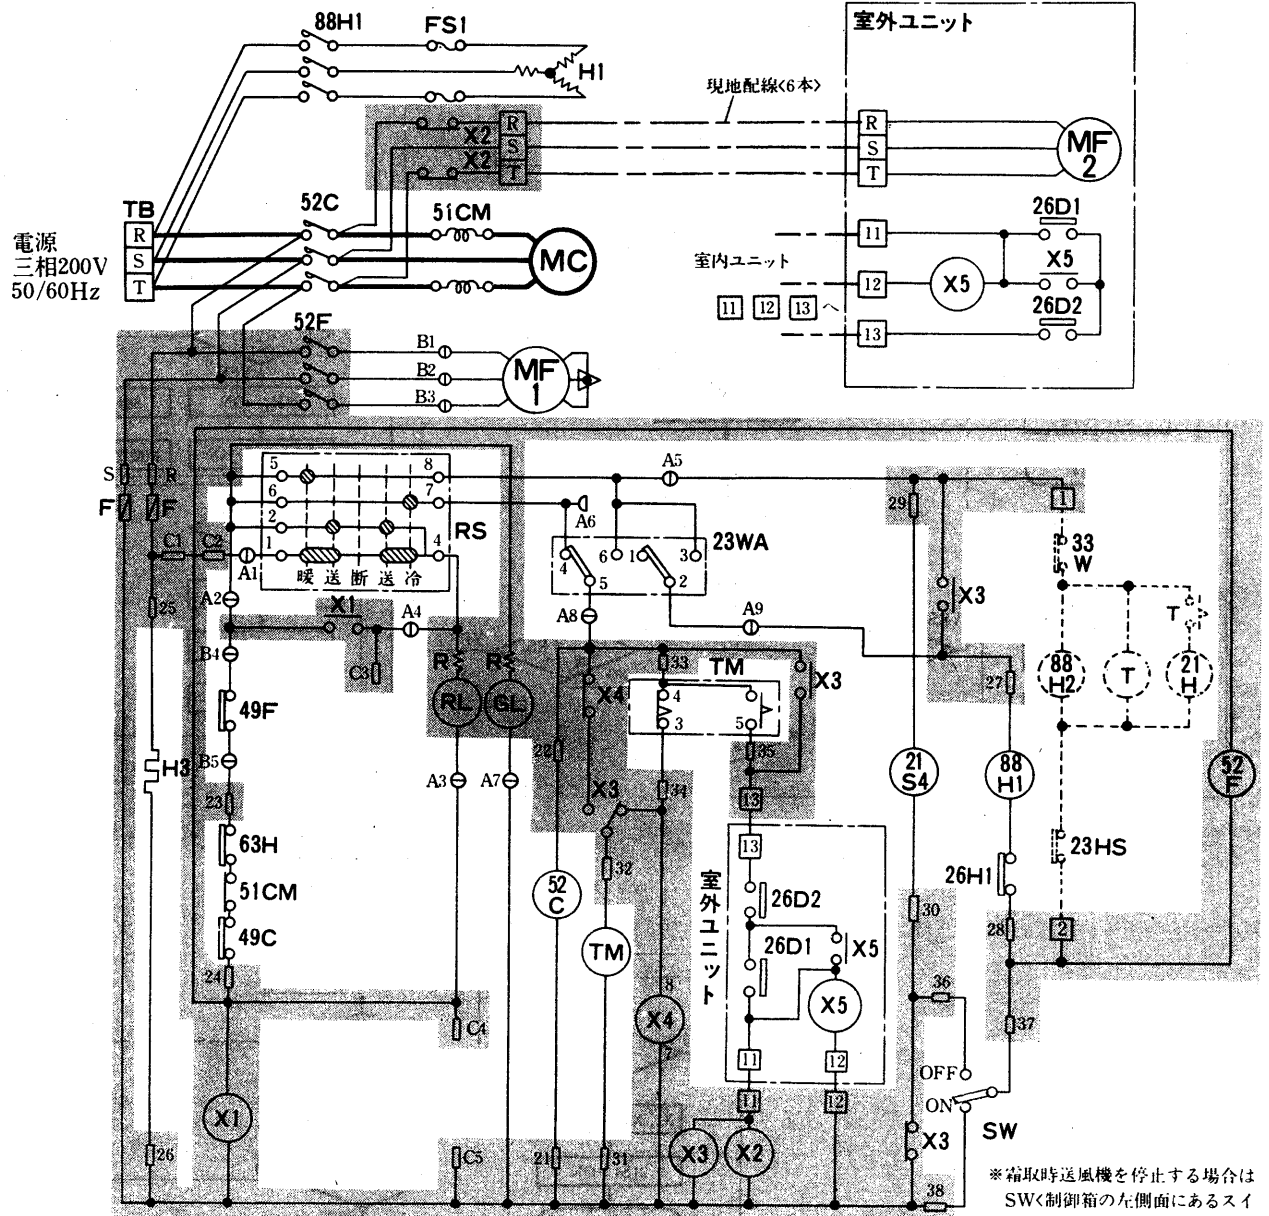 室外ユニット
88H1
FS1
H1
現地配線<6本>
X2
X2
R
S
T
R
S
T
MF
2
TB
52C
51CM
R
S
T
電源
三相200V
50/60Hz
MC
室内ユニット
11 12 13 へ
11
12
13
26D1
X5
X5
26D2
52F
B1
B2
B3
MF
1
S
R
F
F
5
6
2
1
8
7
4
RS
暖 送 断 送 冷
C1
C2
A1
A2
X1
A4
C3
A5
A6
23WA
4
6
1
3
5
2
A8
A9
29
1
33
W
X3
T
25
B4
49F
B5
23
H3
63H
51CM
49C
24
R
R
RL
GL
A3
A7
X4
33
TM
4
3
5
X3
22
35
34
X3
32
13
27
88
H2
T
21
H
21
S4
88
H1
52
F
23HS
26H1
52
C
TM
室外ユニット
13
26D2
26D1
X5
X5
30
28
2
36
37
8
X4
7
C4
11
12
11
12
OFF
ON
SW
X1
X3
X2
X3
26
C5
21
31
38
※霜取時送風機を停止する場合は
SW<制御箱の左側面にあるスイ